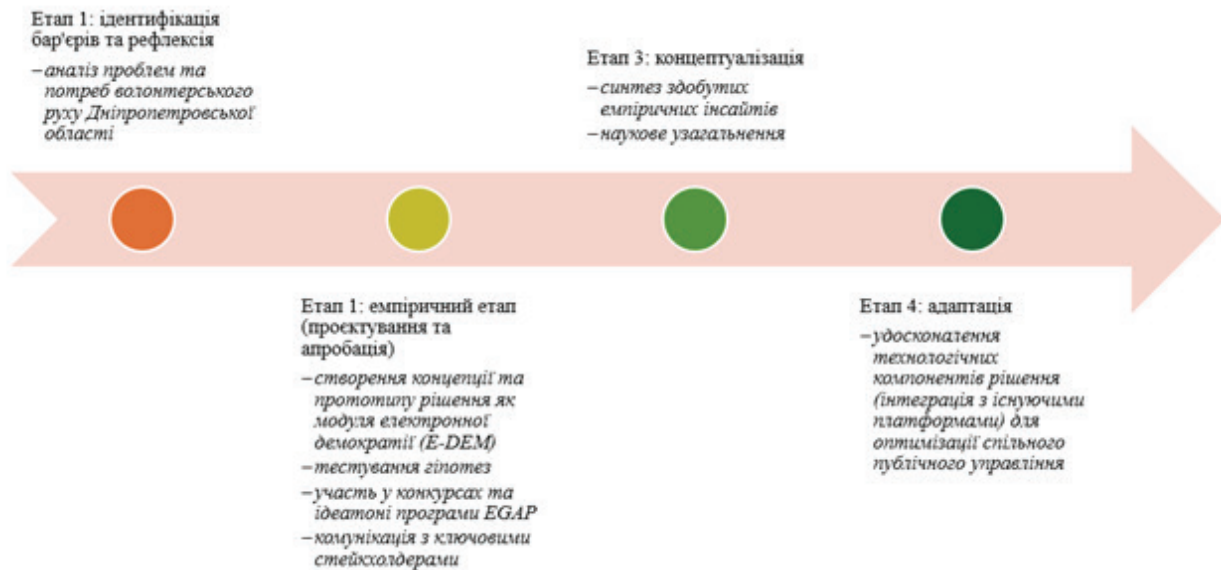 Етап 1: ідентифікація
бар'єрів та рефлексія
–аналіз проблем та
потреб волонтерського
руху Дніпропетровської
області
Етап 1: емпіричний етап
(проєктування та
апробація)
–створення концепції та
прототипу рішення як
модуля електронної
демократії (E-DEM)
–тестування гіпотез
–участь у конкурсах та
ідеатоні програми EGAP
–комунікація з ключовими
стейкхолдерами
Етап 3: концептуалізація
–синтез здобутих
емпіричних інсайтів
–наукове узагальнення
Етап 4: адаптація
–удосконалення
технологічних
компонентів рішення
(інтеграція з існуючими
платформами) для
оптимізації спільного
публічного управління